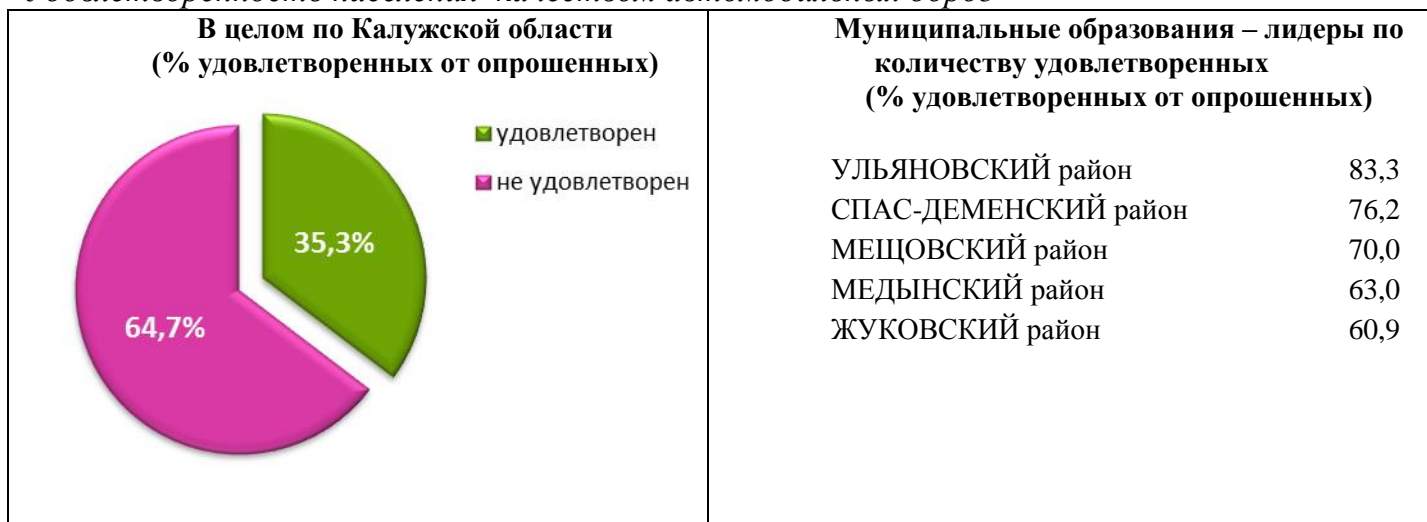 В целом по Калужской области
(% удовлетворенных от опрошенных)
удовлетворен
не удовлетворен
35,3%
64,7%
Муниципальные образования – лидеры по
количеству удовлетворенных
(% удовлетворенных от опрошенных)
УЛЬЯНОВСКИЙ район 83,3
СПАС-ДЕМЕНСКИЙ район 76,2
МЕЩОВСКИЙ район 70,0
МЕДЫНСКИЙ район 63,0
ЖУКОВСКИЙ район 60,9